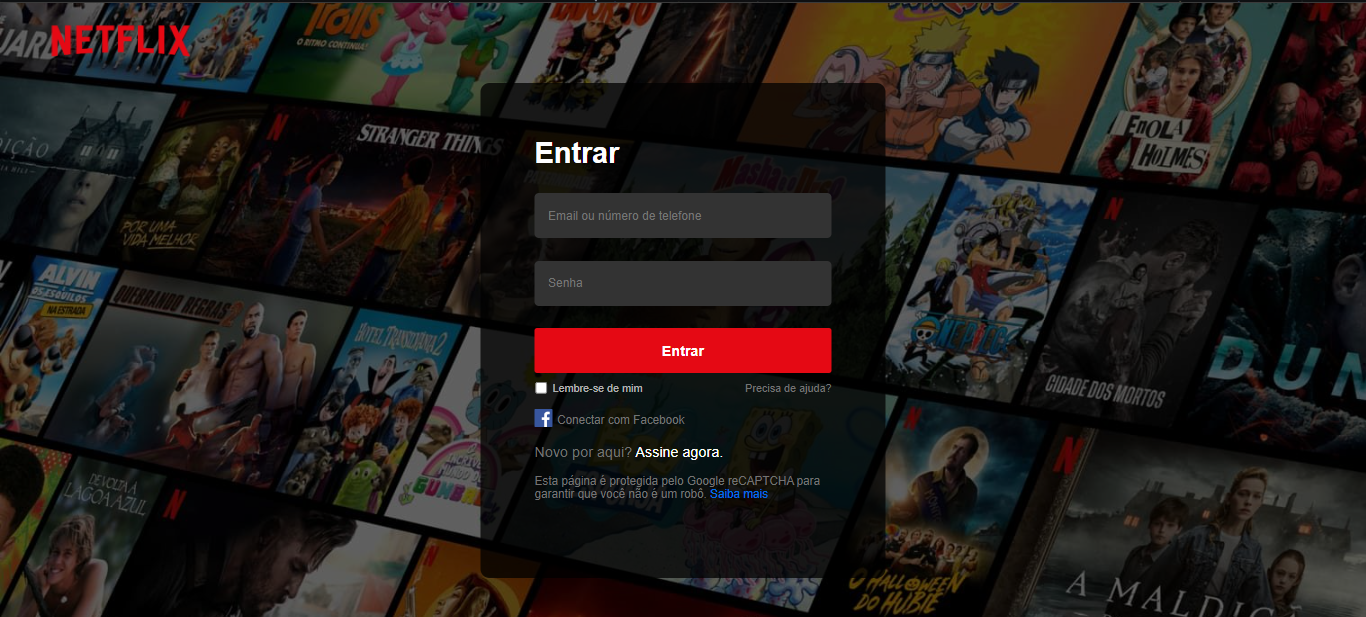 NETFLIX
Trolls
O RITMO CONTINUA!
STRANGER THINGS
ENOLA
HOLMES
DIÇÃO
POR UMA
VIDA MELHOR
Entrar
Email ou número de telefone
Senha
Entrar
Lembre-se de mim
Precisa de ajuda?
Conectar com Facebook
Novo por aqui? Assine agora.
Esta página é protegida pelo Google reCAPTCHA para
garantir que você não é um robô. Saiba mais
ALVIN
E OS ESQUILOS
NA ESTRADA
QUEBRANDO REGRAS 2
HOTEL TRANSILVÂNIA 2
ONE PIECE
CIDADE DOS MORTOS
DUN
DE VOLTA À
LAGOA AZUL
GUMBALL
O HALLOWEEN
DO HUBIE
A MALDIÇÃ